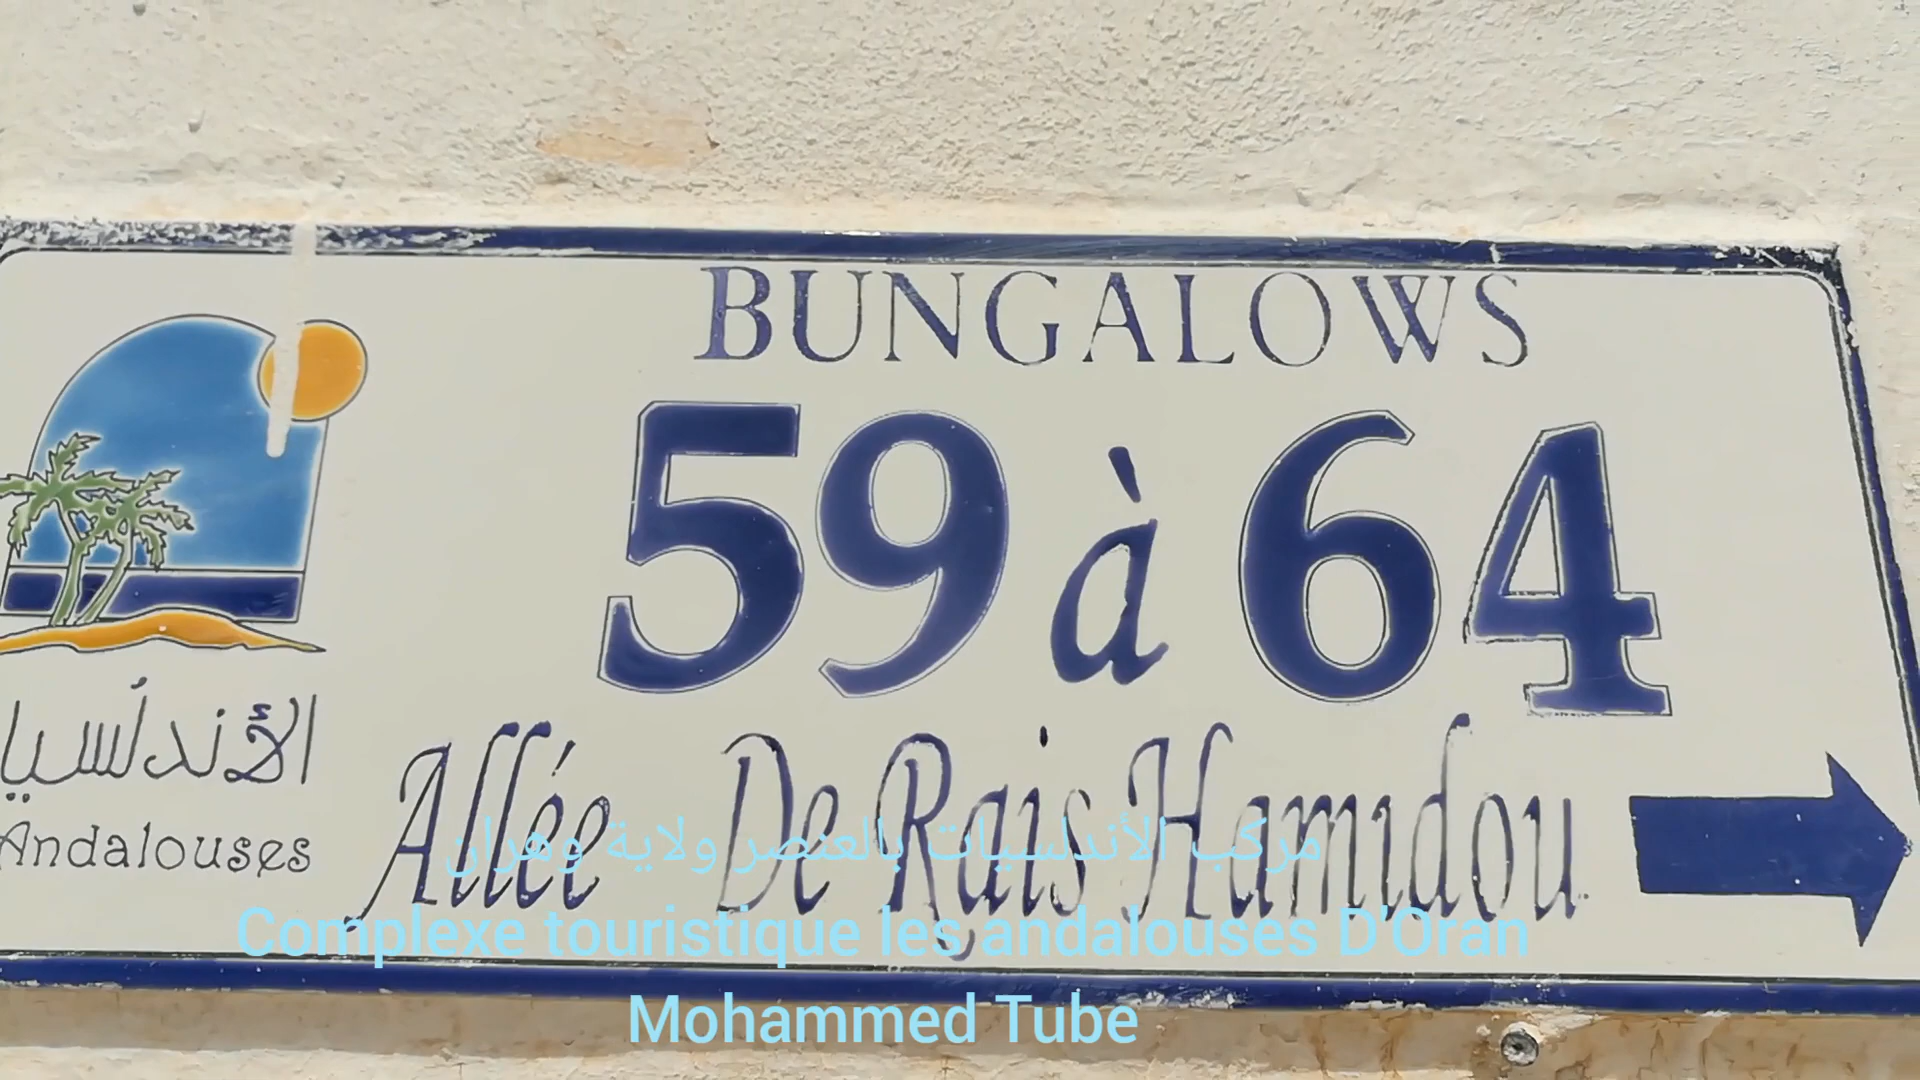 BUNGALOWS
59 à 64
Allée De Rais Hamidou
Andalouses
مركب الأندلسيات بالعنصر ولاية وهران
Complexe touristique les andalouses D'Oran
Mohammed Tube